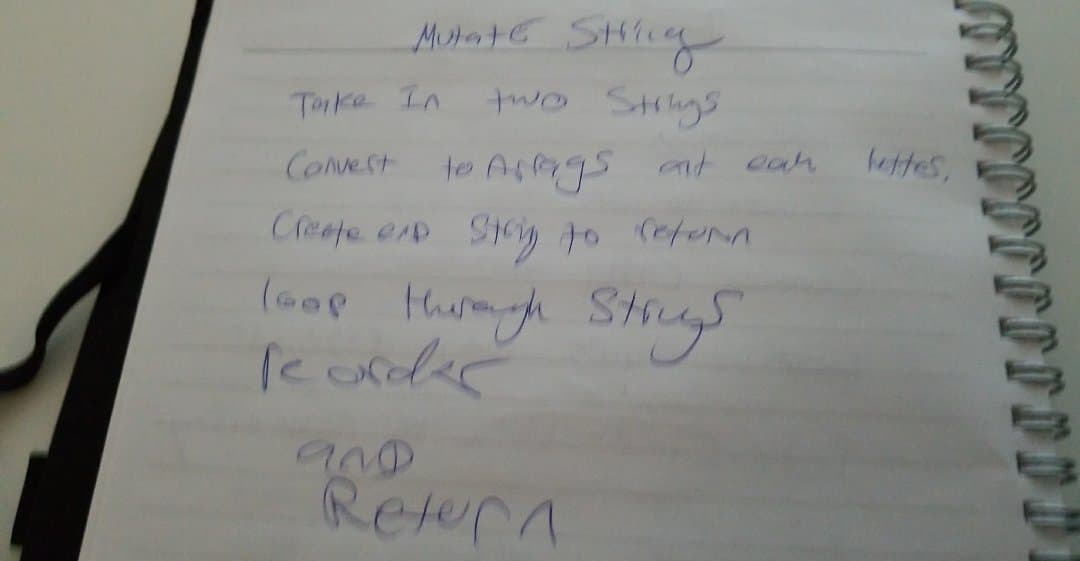 Mutate String
Take In two Strings
Convert to Arrays at each letter,
Create end String to return
loop through Strings
reorder
and
Return